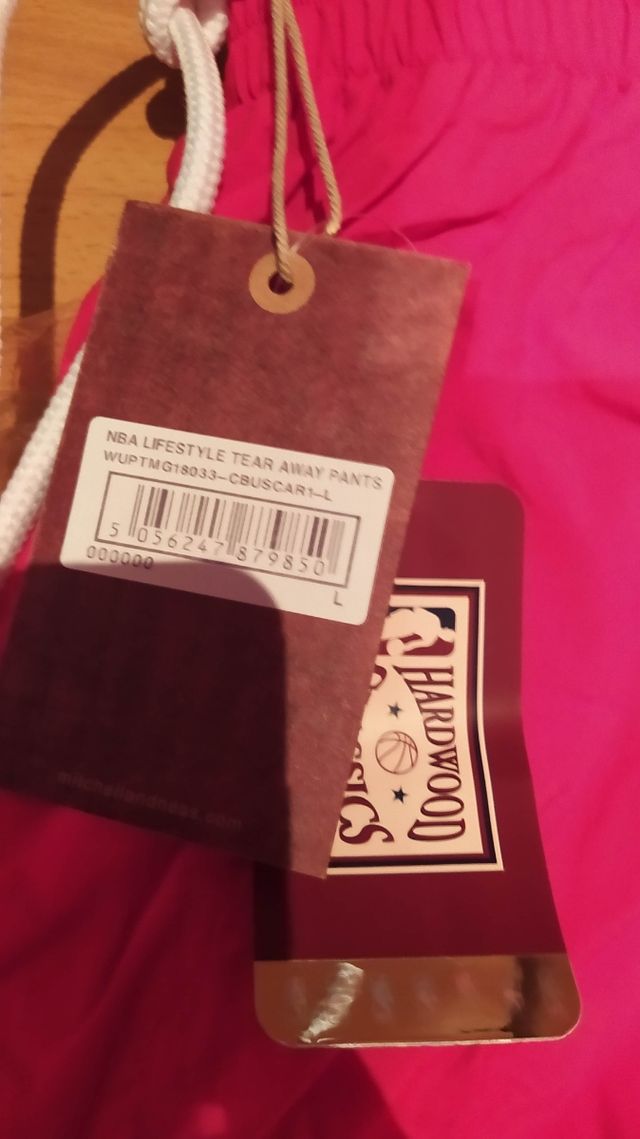 NBA LIFESTYLE TEAR AWAY PANTS
WUPTMG18033-CBUSCAR1-L
5 056247 879850
000000
L
mitchellandness.com
HARDWOOD
CLASSICS